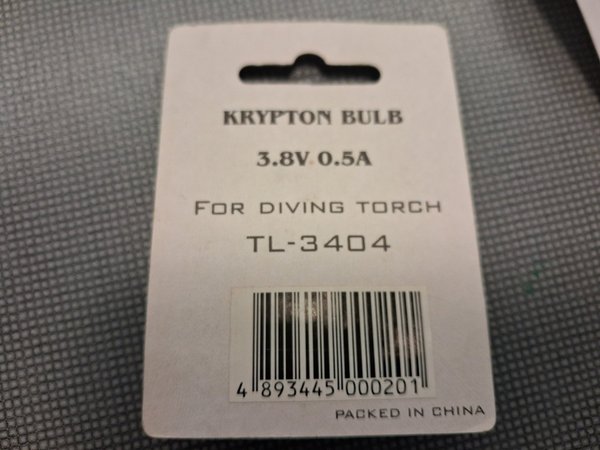 KRYPTON BULB
3.8V 0.5A
FOR DIVING TORCH
TL-3404
4 893445 000201
PACKED IN CHINA